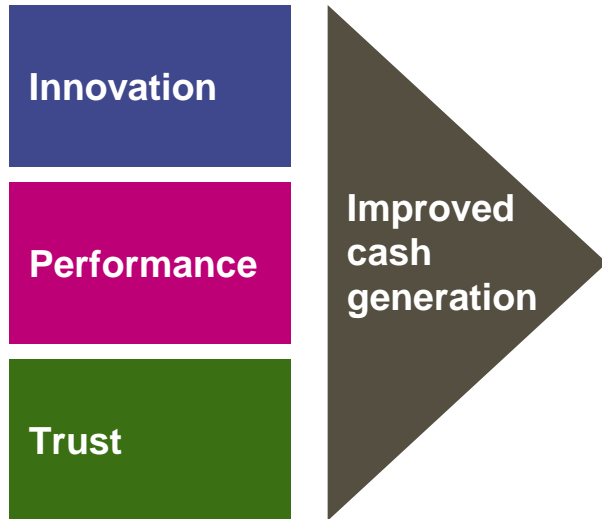 Innovation
Performance
Trust
Improved
cash
generation